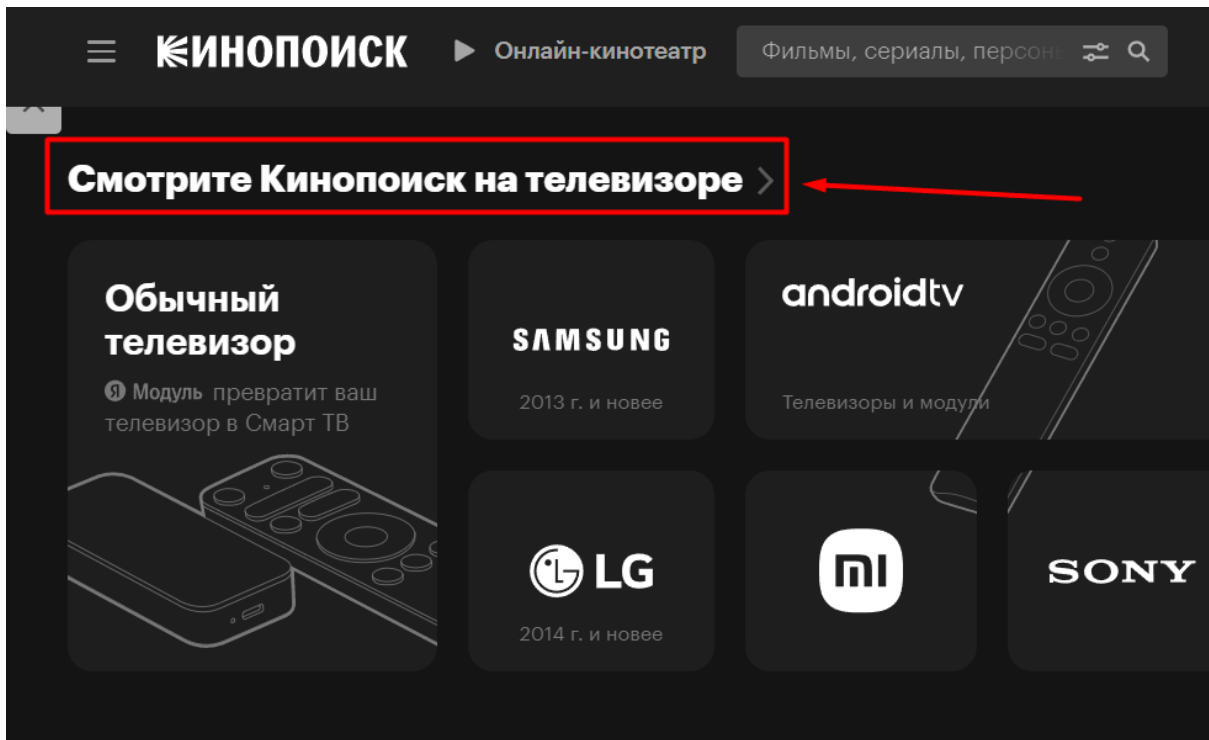 КИНОПОИСК
Онлайн-кинотеатр
Фильмы, сериалы, персон
Смотрите Кинопоиск на телевизоре
Обычный
телевизор
Я Модуль превратит ваш
телевизор в Смарт ТВ
SAMSUNG
2013 г. и новее
androidtv
Телевизоры и модули
LG
2014 г. и новее
mi
SONY